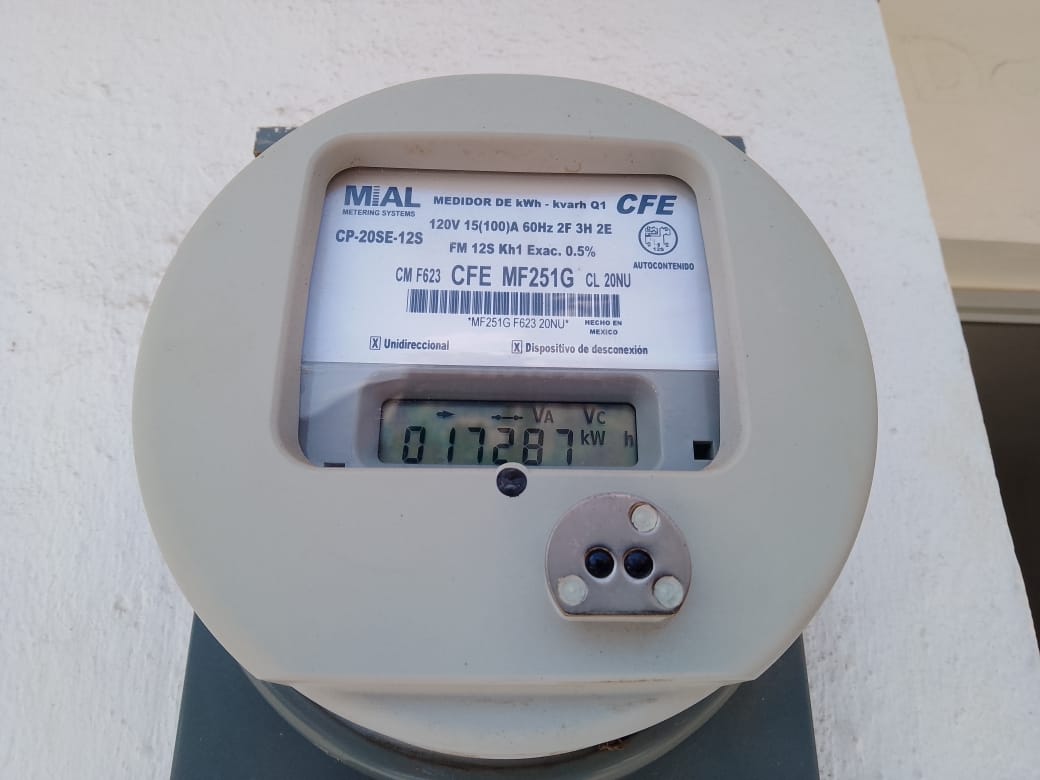 MIAL
METERING SYSTEMS
MEDIDOR DE kWh - kvarh Q1
CFE
120V 15(100)A 60Hz 2F 3H 2E
CP-20SE-12S
FM 12S Kh1 Exac. 0.5%
12S
AUTOCONTENIDO
CM F623 CFE MF251G CL 20NU
*MF251G F623 20NU*
HECHO EN
MEXICO
X Unidireccional
X Dispositivo de desconexión
VA VC
017287 kW h